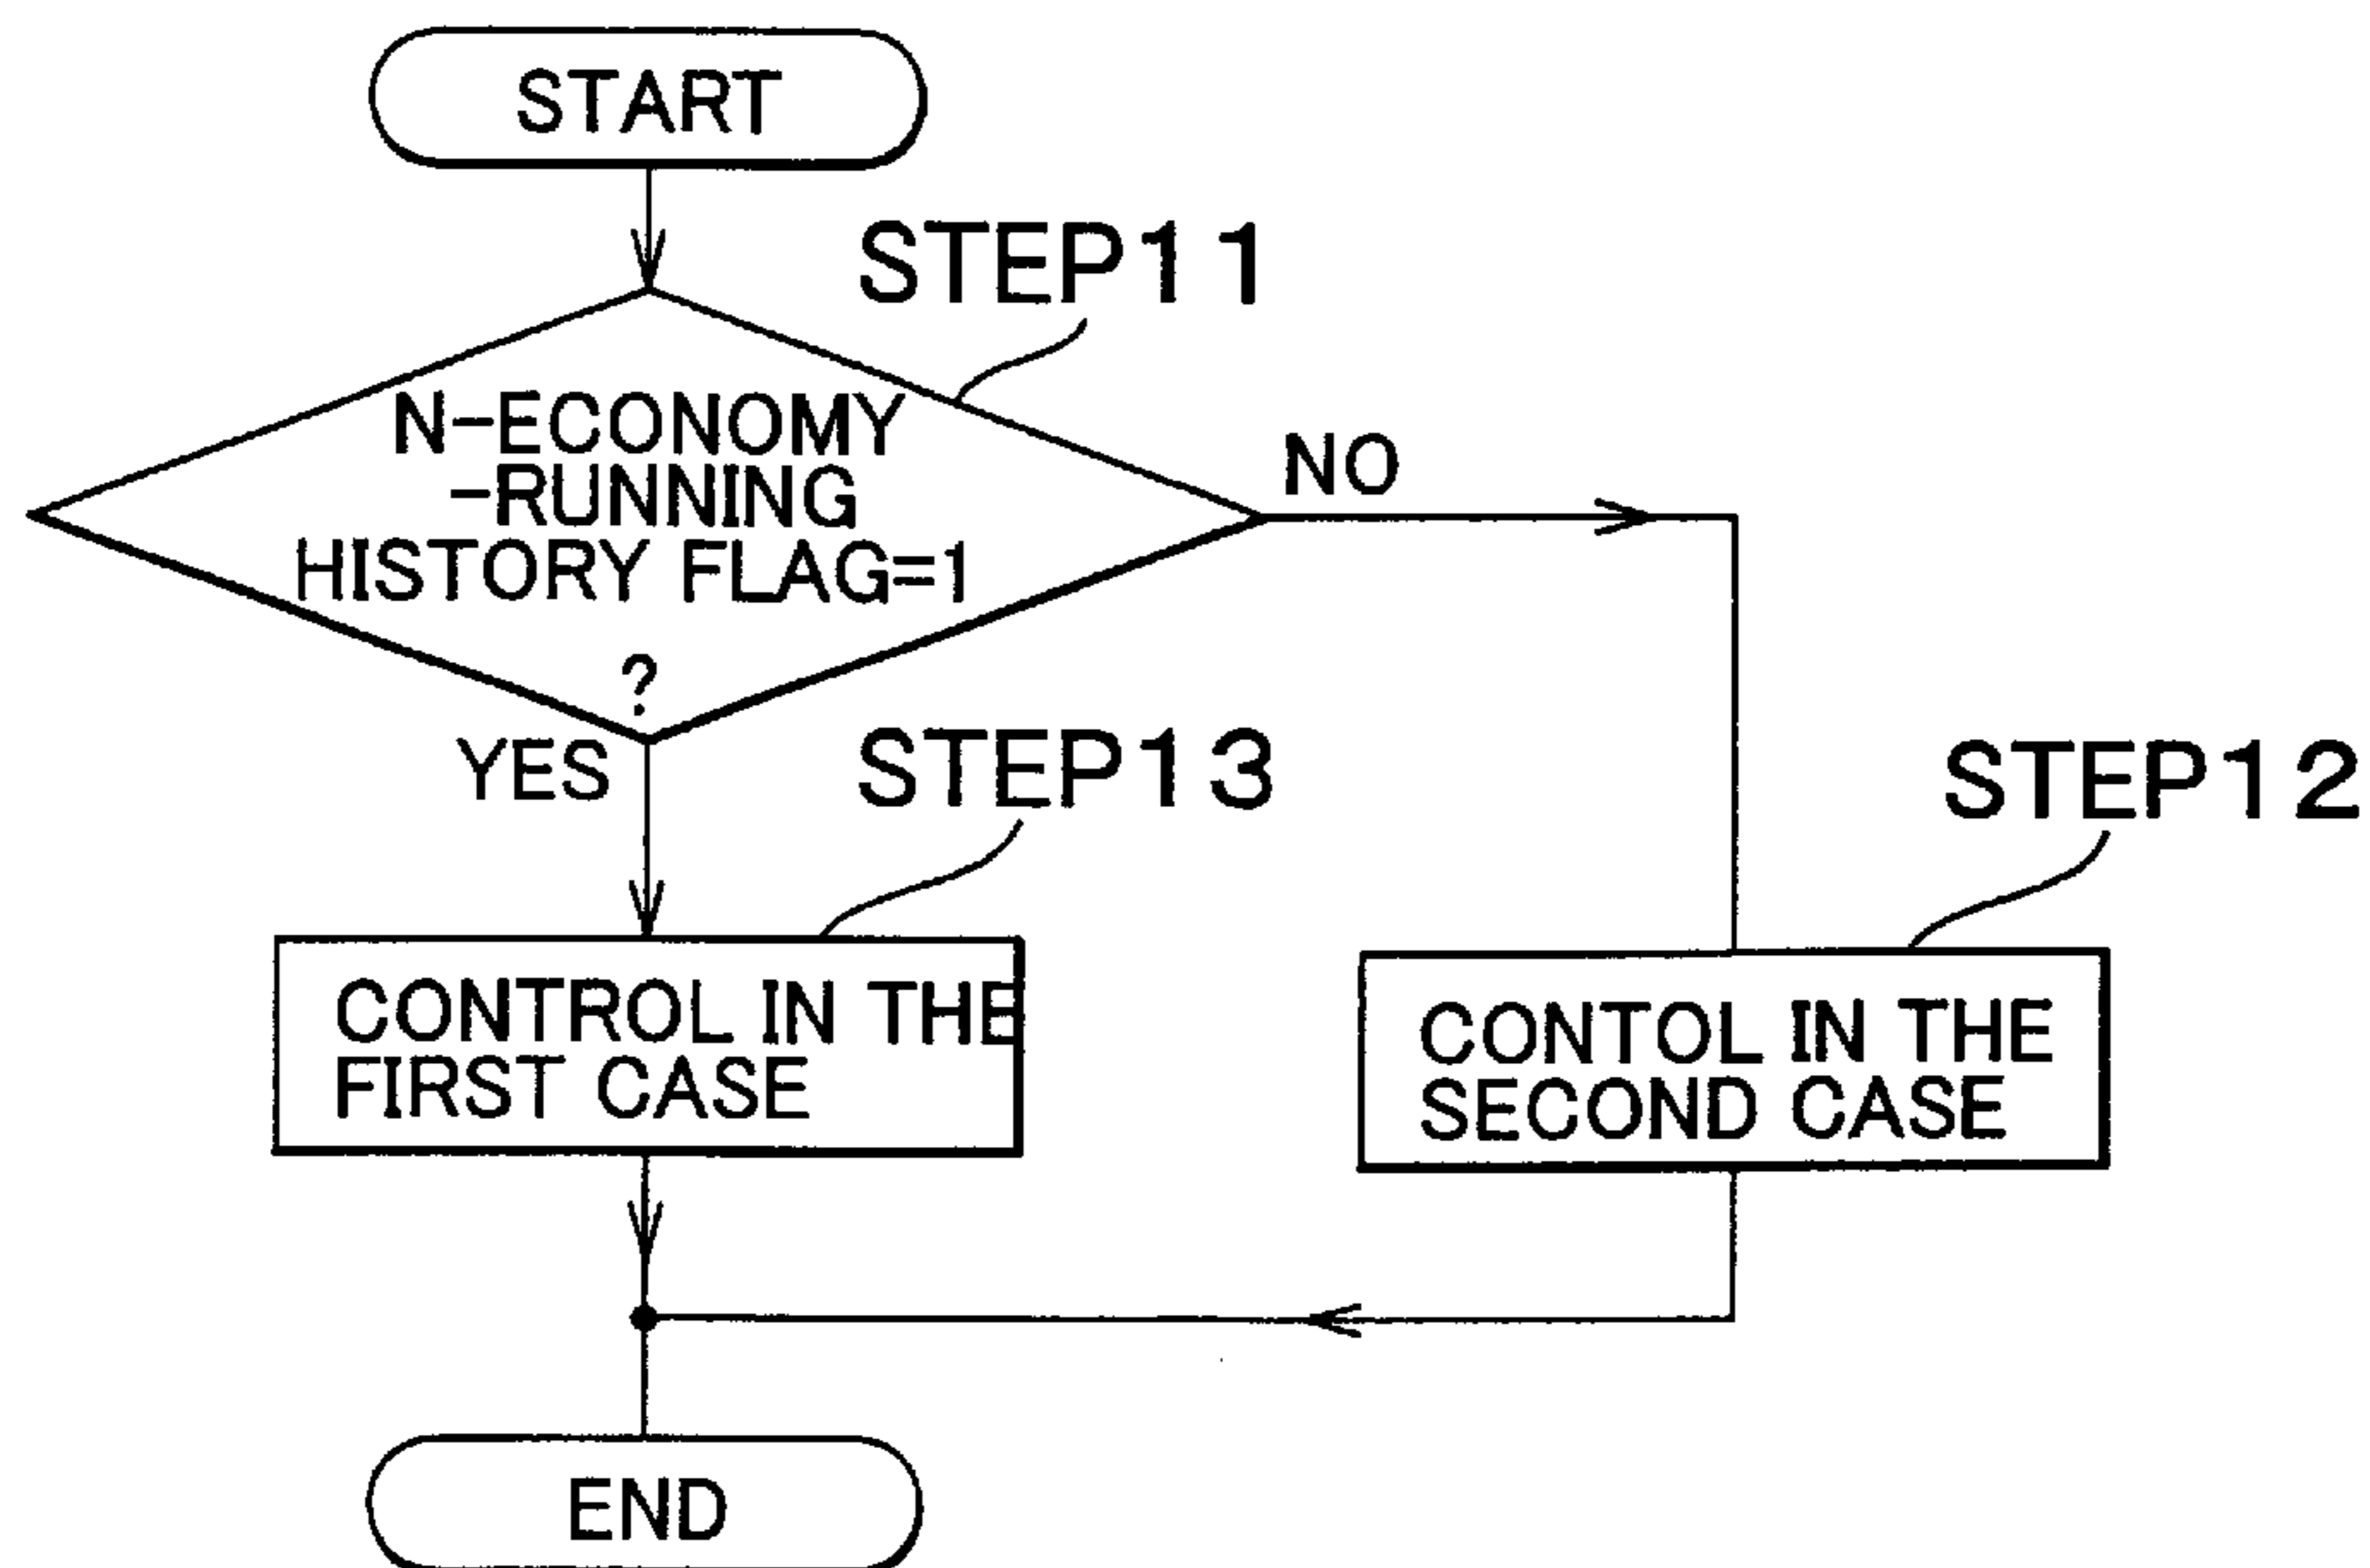 START
STEP11
N-ECONOMY
-RUNNING
HISTORY FLAG=1
?
NO
YES
STEP13
STEP12
CONTROL IN THE
FIRST CASE
CONTOL IN THE
SECOND CASE
END